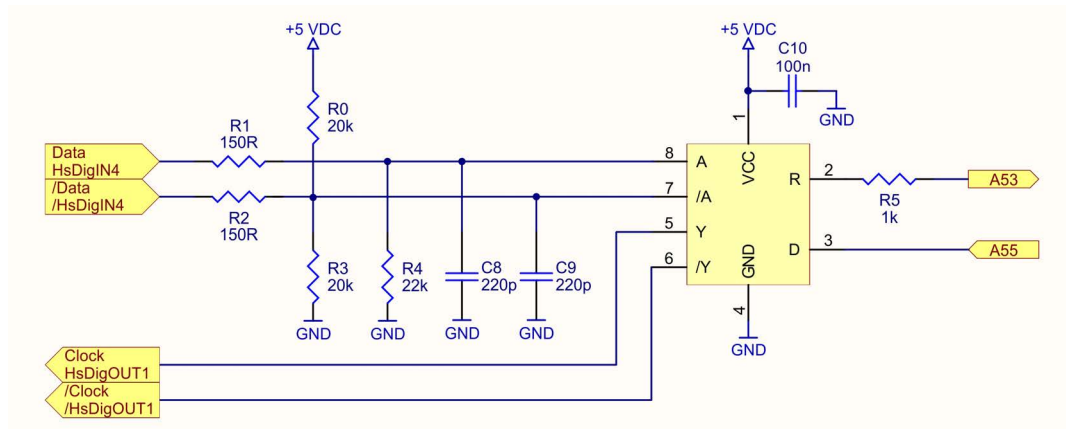 +5 VDC
+5 VDC
C10
100n
GND
R0
20k
R1
150R
Data
HsDigIN4
/Data
/HsDigIN4
R2
150R
8
A
7
/A
5
Y
6
/Y
1
VCC
R
2
R5
1k
A53
D
3
A55
GND
4
GND
R3
20k
GND
R4
22k
GND
C8
220p
GND
C9
220p
GND
Clock
HsDigOUT1
/Clock
/HsDigOUT1